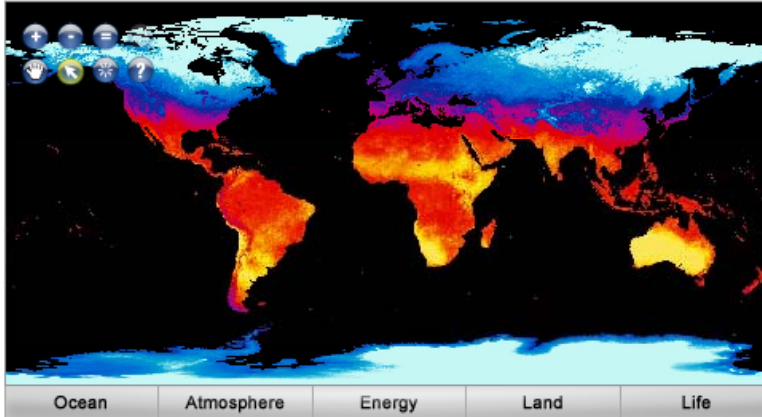 + - =
?
Ocean Atmosphere Energy Land Life